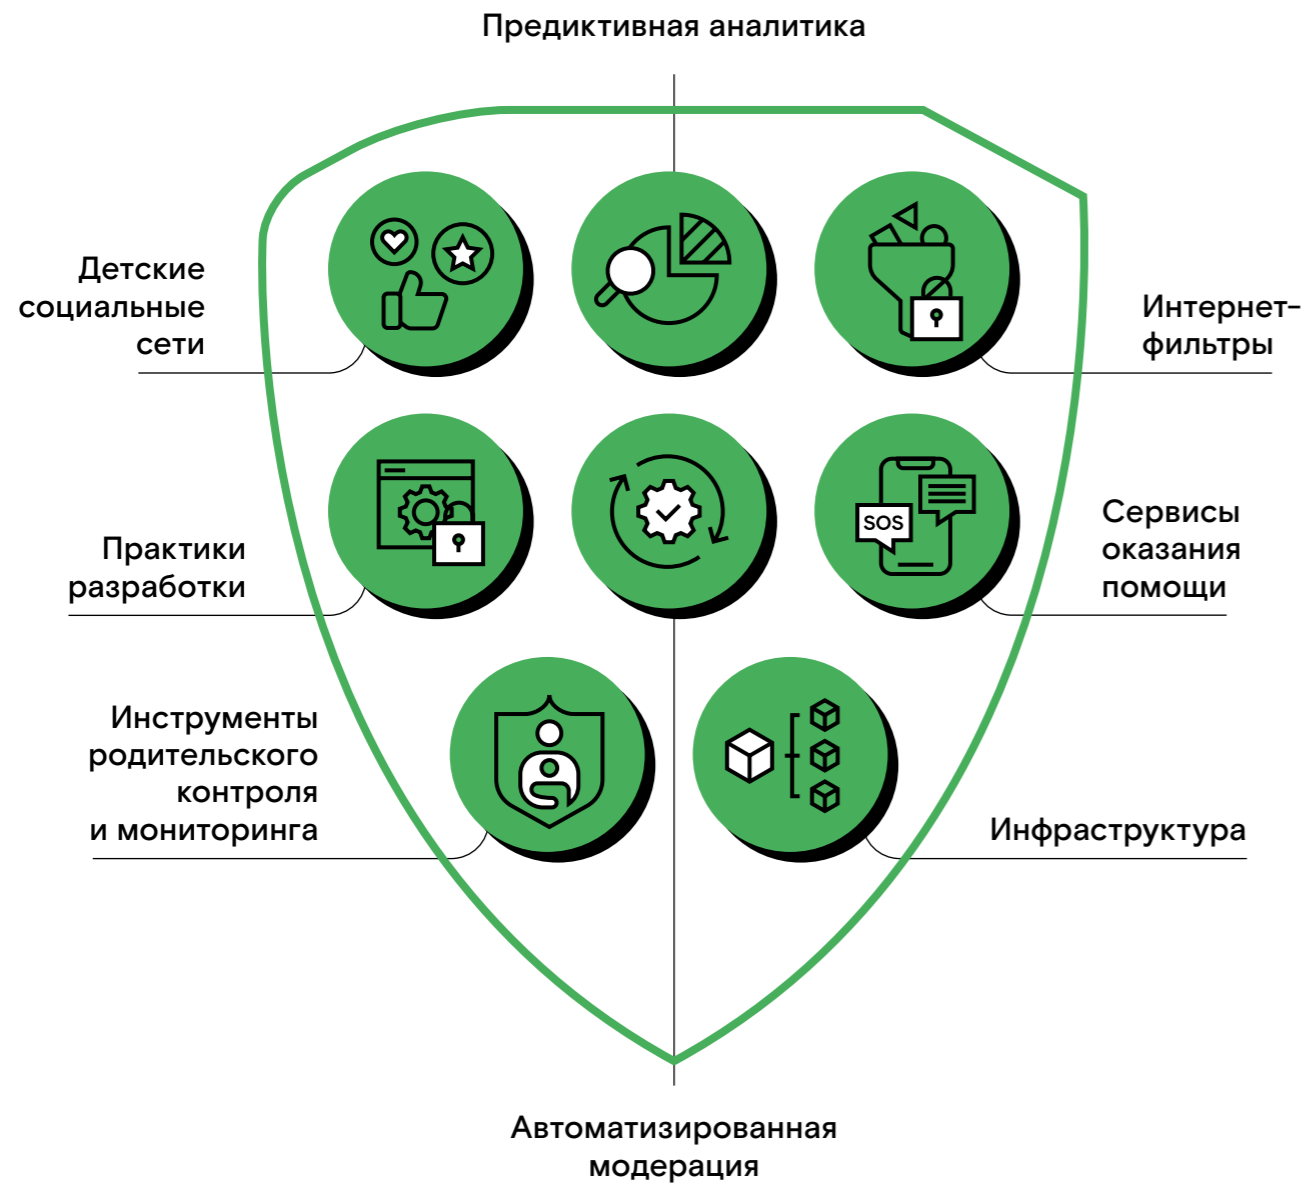 Предиктивная аналитика
Детские
социальные
сети
Интернет-
фильтры
Практики
разработки
SOS
Сервисы
оказания
помощи
Инструменты
родительского
контроля
и мониторинга
Инфраструктура
Автоматизированная
модерация